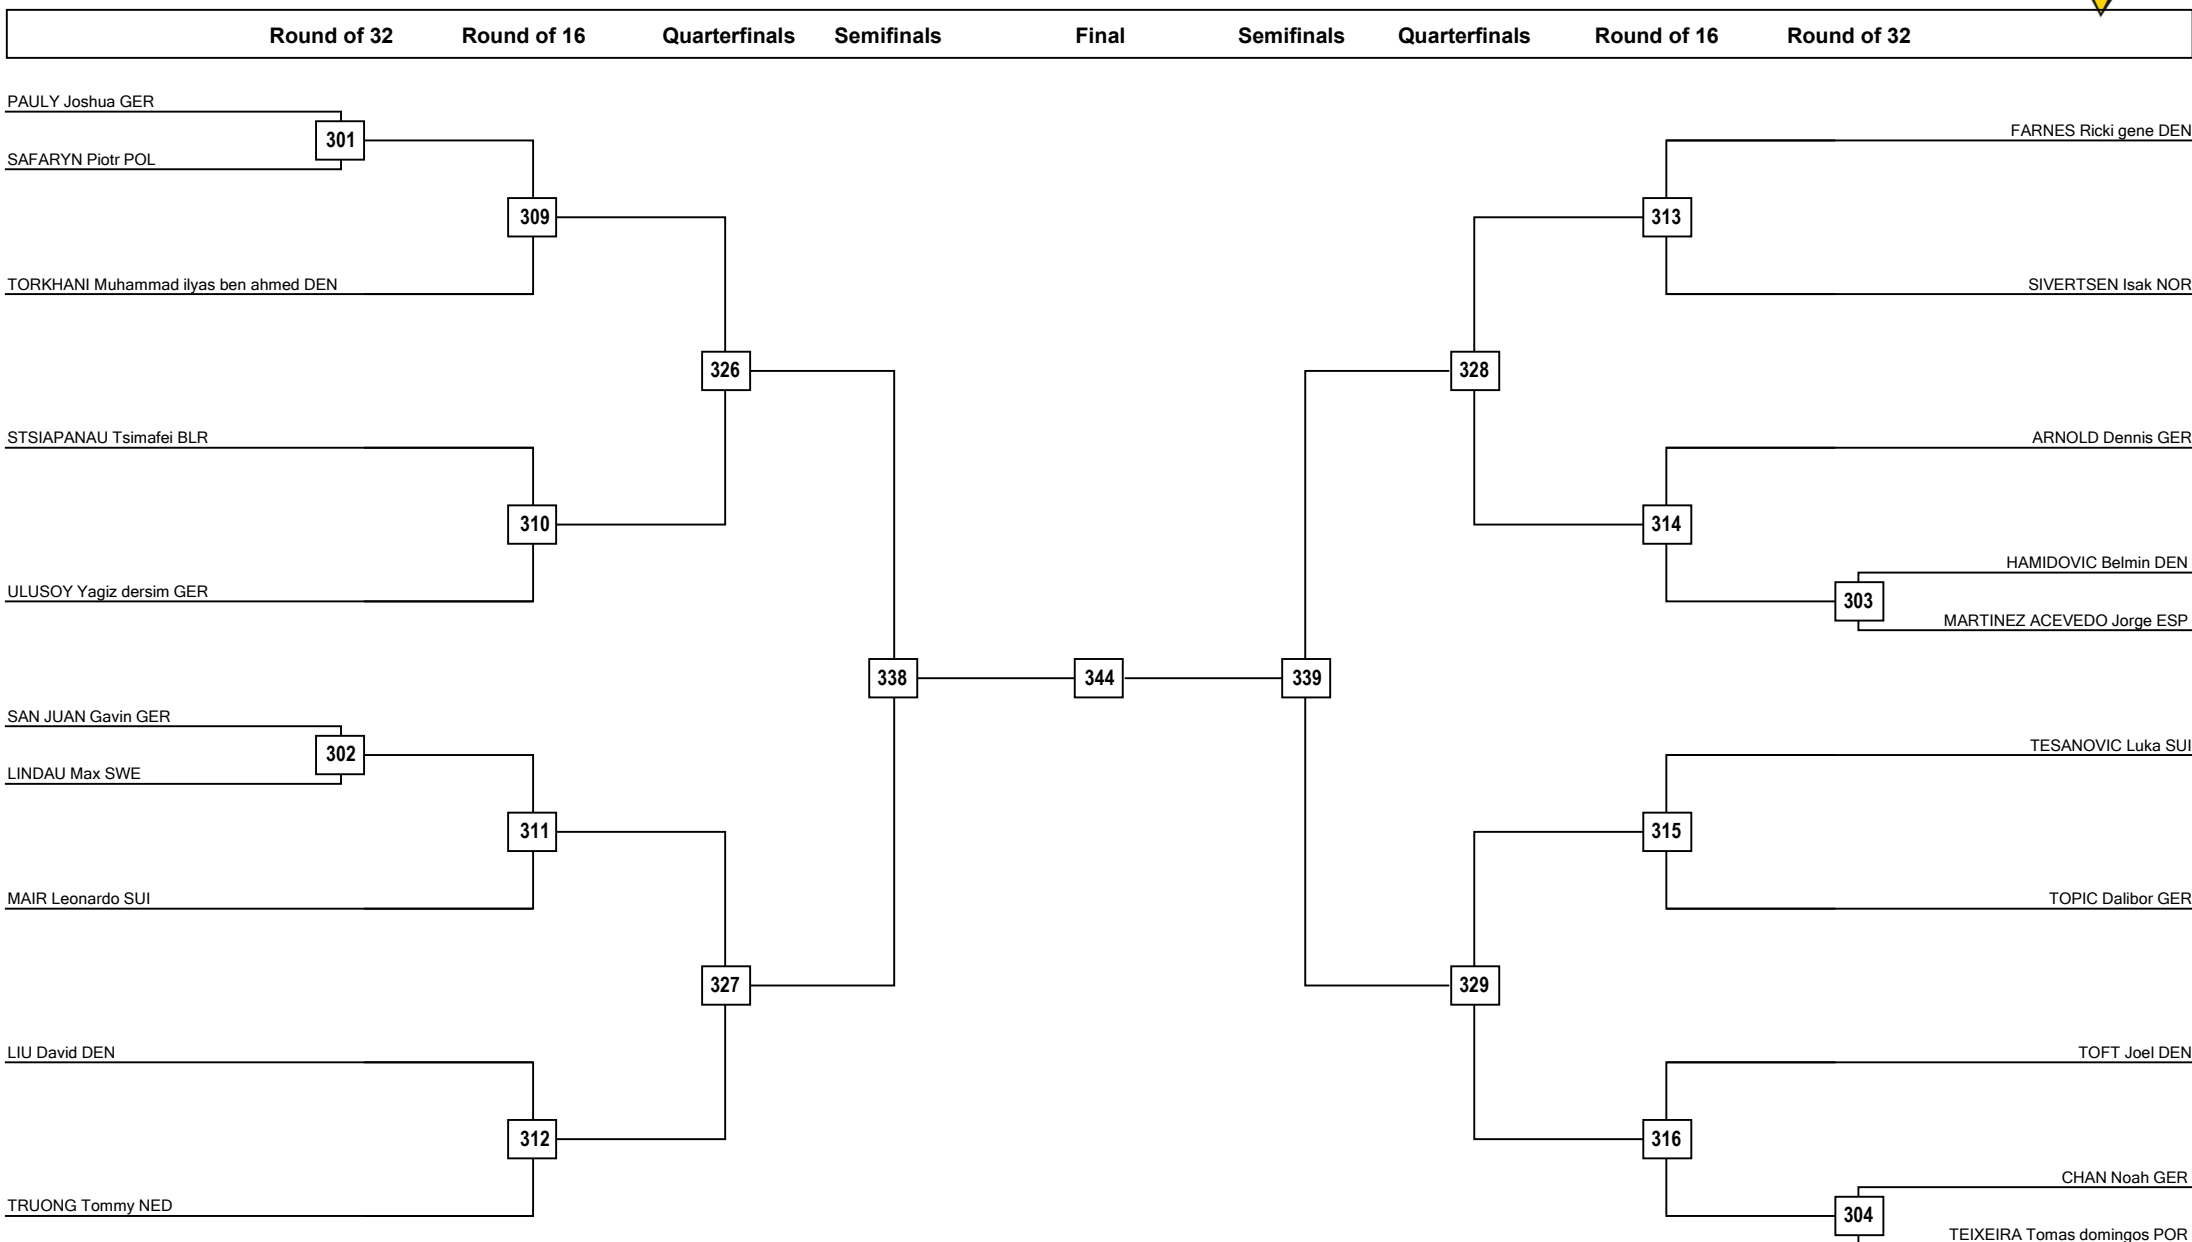 Round of 32 Round of 16 Quarterfinals Semifinals Final Semifinals Quarterfinals Round of 16 Round of 32
PAULY Joshua GER
301
SAFARYN Piotr POL
309
TORKHANI Muhammad ilyas ben ahmed DEN
326
STSIAPANAU Tsimafei BLR
310
ULUSOY Yagiz dersim GER
338
SAN JUAN Gavin GER
302
LINDAU Max SWE
311
MAIR Leonardo SUI
327
LIU David DEN
312
TRUONG Tommy NED
344
FARNES Ricki gene DEN
313
SIVERTSEN Isak NOR
328
ARNOLD Dennis GER
314
HAMIDOVIC Belmin DEN
303
MARTINEZ ACEVEDO Jorge ESP
339
TESANOVIC Luka SUI
315
TOPIC Dalibor GER
329
TOFT Joel DEN
316
CHAN Noah GER
304
TEIXEIRA Tomas domingos POR